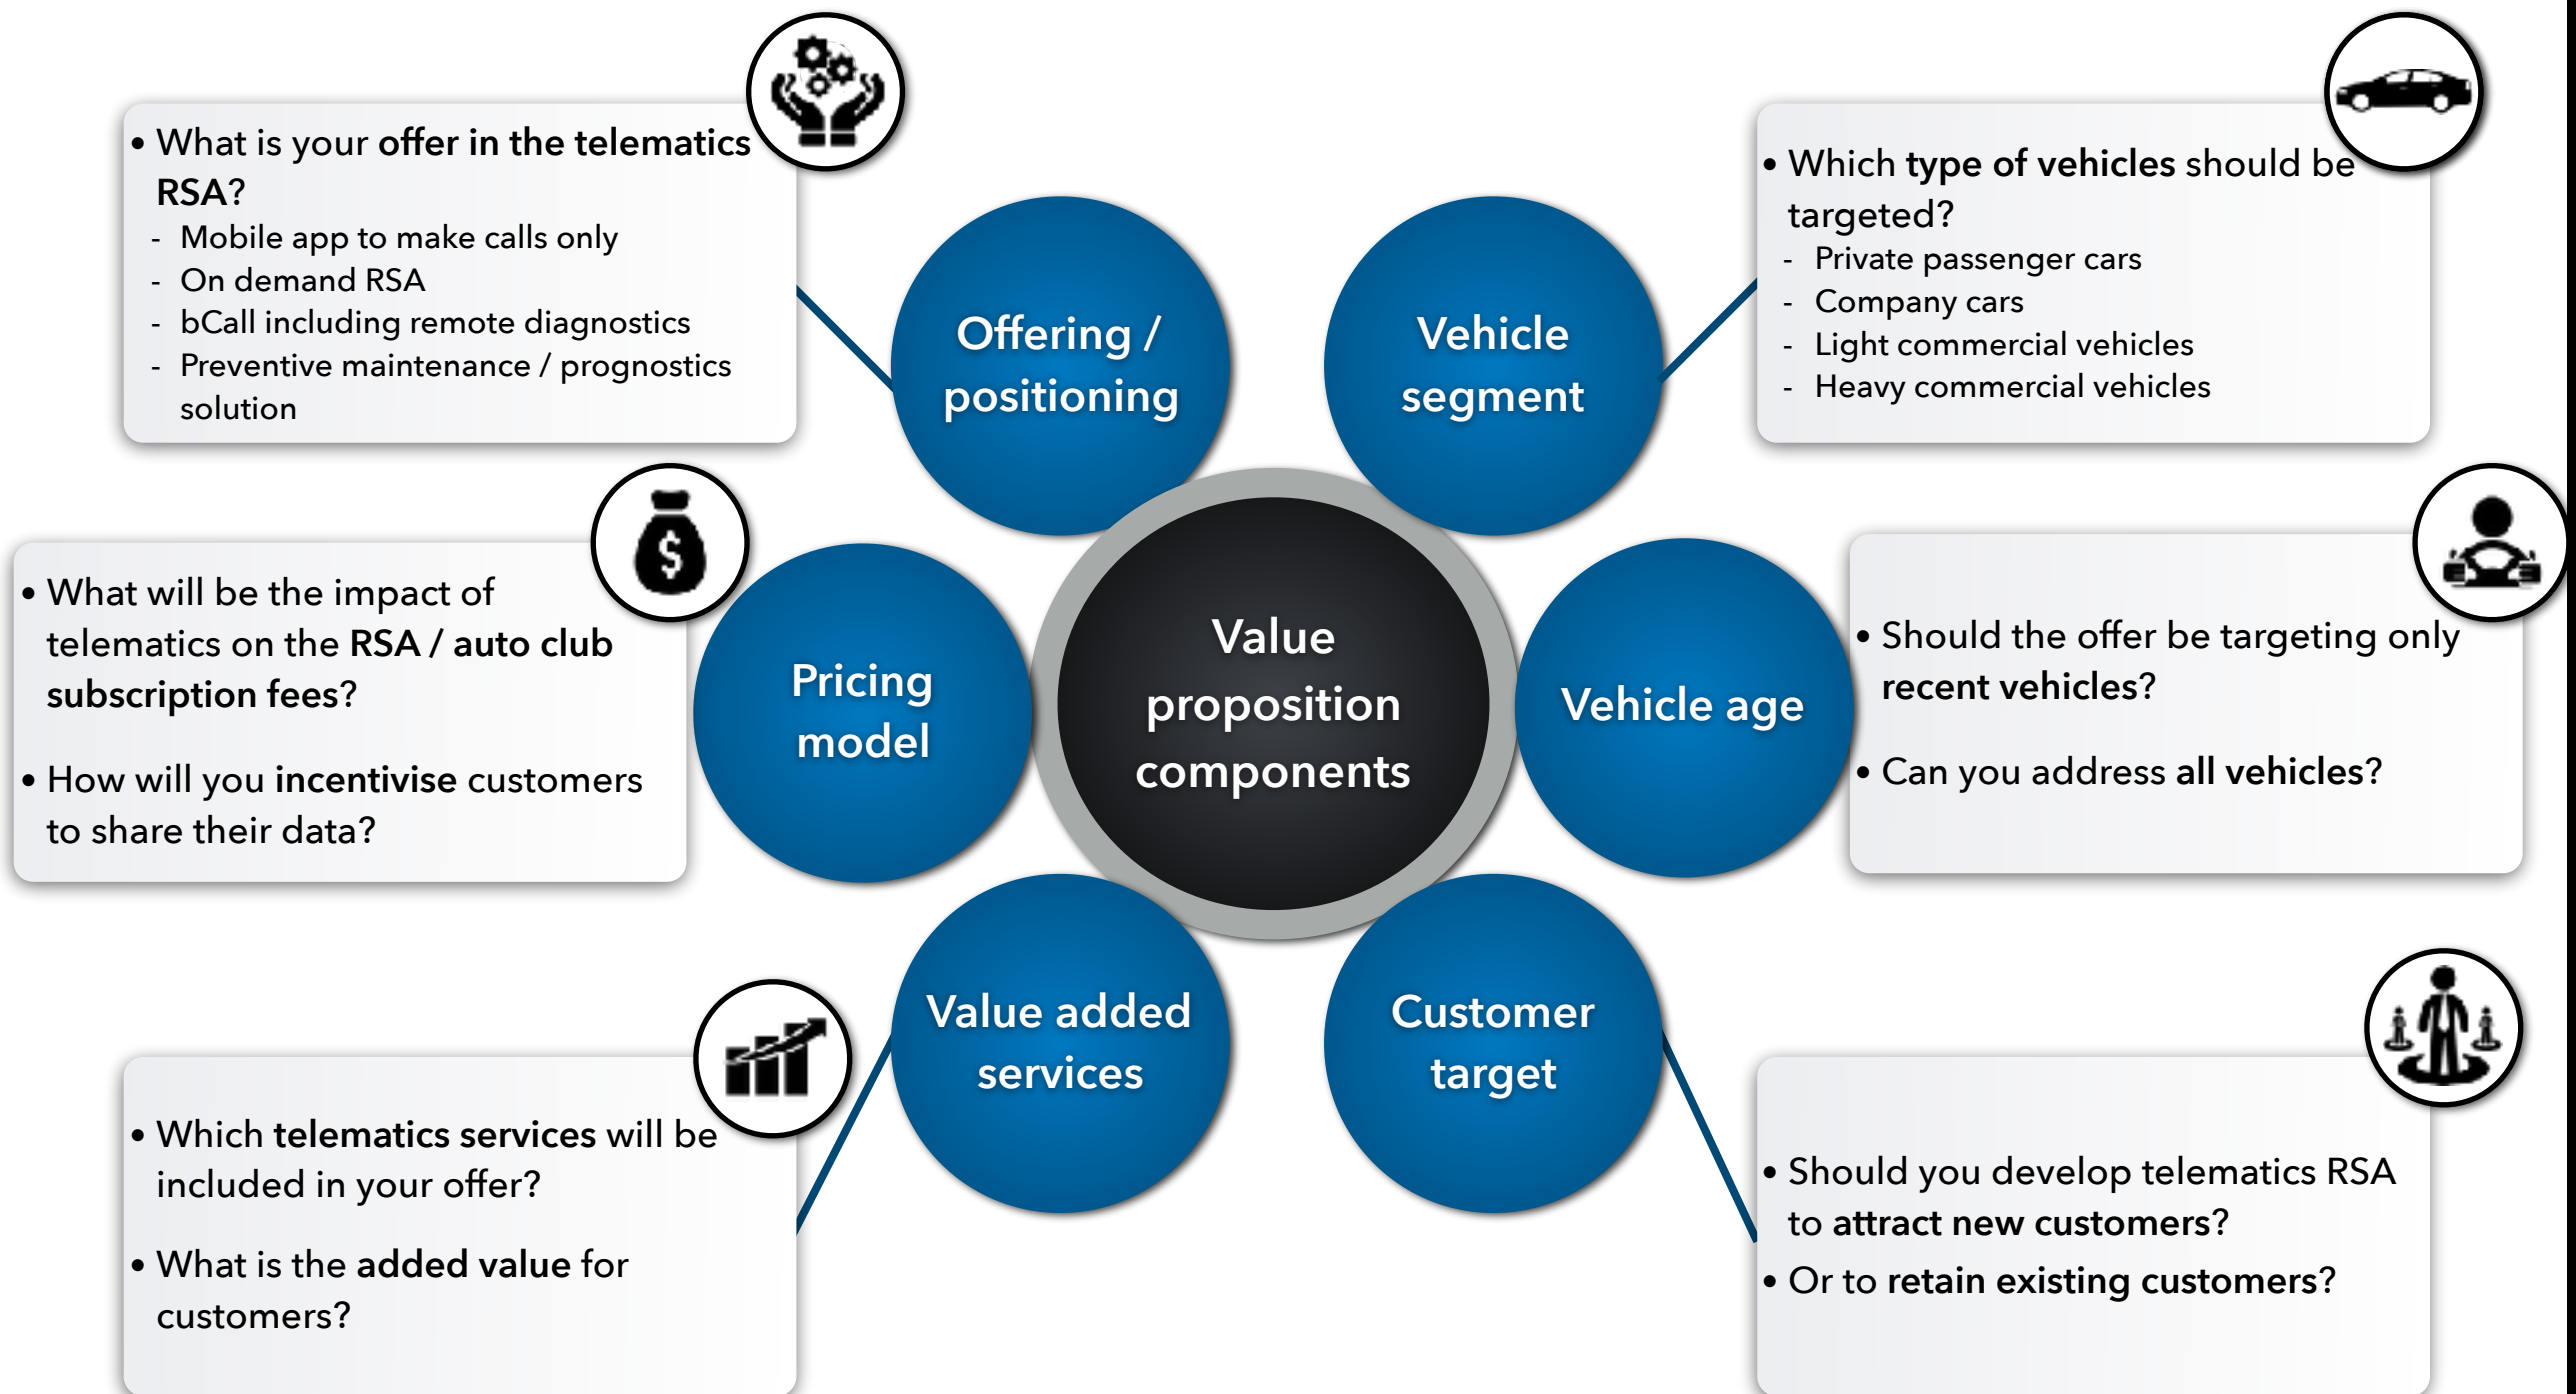 • What is your offer in the telematics
RSA?
- Mobile app to make calls only
- On demand RSA
- bCall including remote diagnostics
- Preventive maintenance / prognostics
solution
Offering /
positioning
Vehicle
segment
• Which type of vehicles should be
targeted?
- Private passenger cars
- Company cars
- Light commercial vehicles
- Heavy commercial vehicles
• What will be the impact of
telematics on the RSA / auto club
subscription fees?
• How will you incentivise customers
to share their data?
$
Pricing
model
Value
proposition
components
Vehicle age
• Should the offer be targeting only
recent vehicles?
• Can you address all vehicles?
• Which telematics services will be
included in your offer?
• What is the added value for
customers?
Value added
services
Customer
target
• Should you develop telematics RSA
to attract new customers?
• Or to retain existing customers?